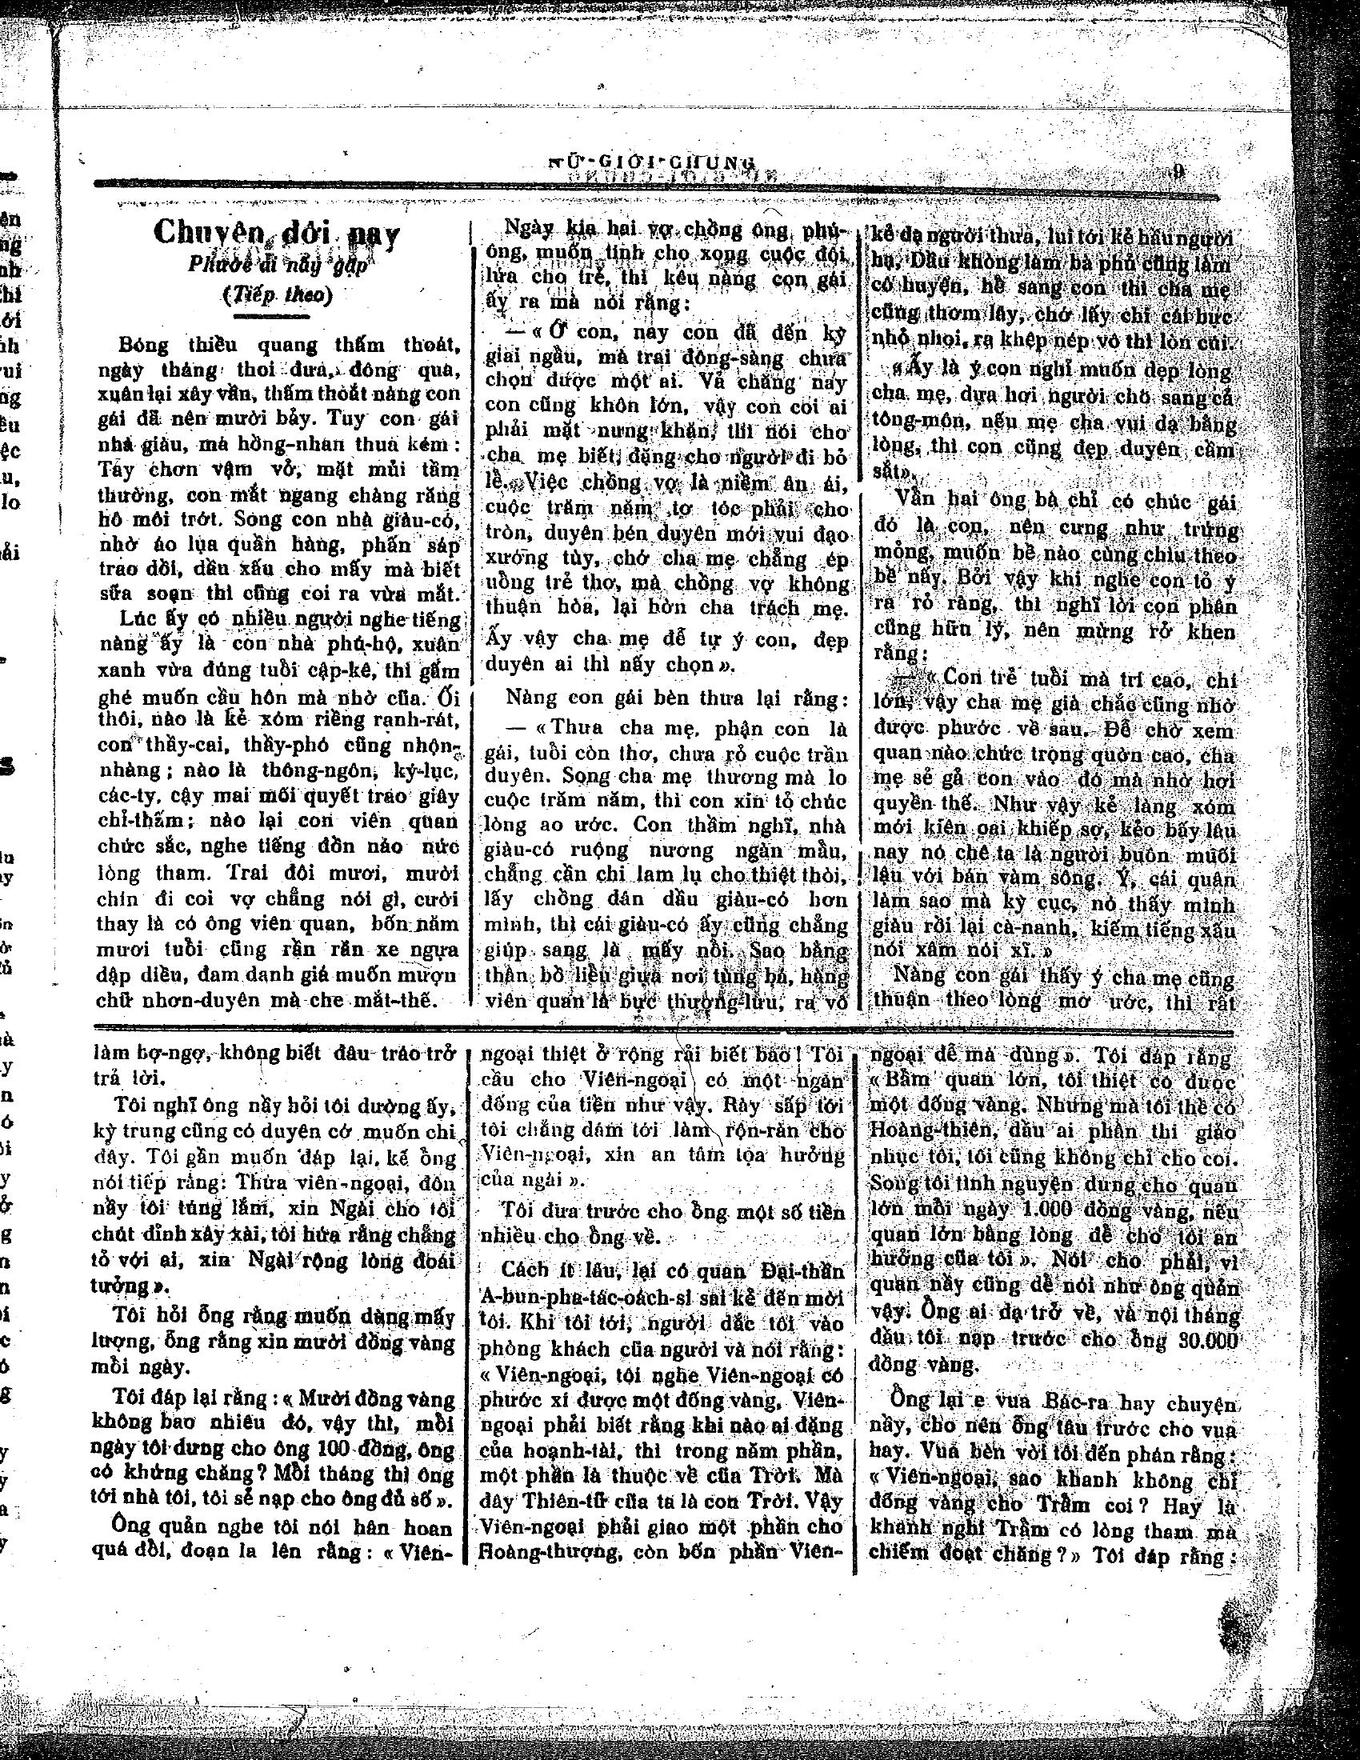 NỮ-GIỚI-CHUNG
9
Chuyện đời nay
Phước đi nầy gặp
(Tiếp theo)
Bóng thiều quang thấm thoát,
ngày tháng thoi đưa, đông qua,
xuân lại xây vần, thấm thoắt nàng con
gái đã nên mười bảy. Tuy con gái
nhà giàu, mà hồng-nhan thua kém:
Tay chơn vậm vỡ, mặt mủi tầm
thường, con mắt ngang chàng răng
hô môi trớt. Song con nhà giàu-có,
nhờ áo lụa quần hàng, phấn sáp
trao dồi, dầu xấu cho mấy mà biết
sữa soạn thì cũng coi ra vừa mắt.
Lúc ấy có nhiều người nghe tiếng
nàng ấy là con nhà phú-hộ, xuân
xanh vừa đúng tuổi cập-kê, thì gấm
ghé muốn cầu hôn mà nhờ của. Ối
thôi, nào là kẻ xóm riềng rạnh-rát,
con thầy-cai, thầy-phó cũng nhộn-
nhàng; nào là thông-ngôn, ký-lục,
các-ty, cậy mai mối quyết trao giây
chỉ-thắm; nào lại con viên quan
chức sắc, nghe tiếng đồn nào nức
lòng tham. Trai đôi mươi, mười
chín đi coi vợ chẳng nói gì, cười
thay là có ông viên quan, bốn năm
mươi tuổi cũng rần rần xe ngựa
dập diều, đam danh giá muốn mượn
chữ nhơn-duyên mà che mắt-thế.
Ngày kia hai vợ chồng ông phú-
ông, muốn tính cho xong cuộc đôi
lứa cho trẻ, thì kêu nàng con gái
ấy ra mà nói rằng:
— « Ớ con, nay con đã đến kỳ
giai ngẫu, mà trai đông-sàng chưa
chọn được một ai. Vả chăng nay
con cũng khôn lớn, vậy con coi ai
phải mặt nưng khăn, thì nói cho
cha mẹ biết, đặng cho người đi bỏ
lễ. Việc chồng vợ là niềm ân ái,
cuộc trăm năm tơ tóc phải cho
tròn, duyên bén duyên mới vui đạo
xướng tùy, chớ cha mẹ chẳng ép
uồng trẻ thơ, mà chồng vợ không
thuận hòa, lại hờn cha trách mẹ.
Ấy vậy cha mẹ để tự ý con, đẹp
duyên ai thì nấy chọn ».
Nàng con gái bèn thưa lại rằng:
— « Thưa cha mẹ, phận con là
gái, tuổi còn thơ, chưa rỏ cuộc trần
duyên. Song cha mẹ thương mà lo
cuộc trăm năm, thì con xin tỏ chúc
lòng ao ước. Con thầm nghĩ, nhà
giàu-có ruộng nương ngàn mẫu,
chẳng cần chi lam lụ cho thiệt thòi,
lấy chồng dân dầu giàu-có hơn
mình, thì cái giàu-có ấy cũng chẳng
giúp sang là mấy nỗi. Sao bằng
thần bồ liễu giựa nơi tùng bá, hàng
viên quan là bực thượng-lưu, ra vô
kẻ dạ người thưa, lui tới kẻ hầu người
hạ. Dầu không làm bà phủ cũng làm
cô huyện, hễ sang con thì cha mẹ
cũng thơm lây, chớ lấy chi cái bực
nhỏ nhoi, ra khép nép vô thì lòn cúi.
« Ấy là ý con nghỉ muốn đẹp lòng
cha mẹ, dựa hơi người cho sang cả
tông-môn, nếu mẹ cha vui dạ bằng
lòng, thì con cũng đẹp duyên cầm
sắt».
Vẩn hai ông bà chỉ có chúc gái
đó là con, nên cưng như trứng
mỏng, muốn bề nào cũng chìu theo
bề nấy. Bởi vậy khi nghe con tỏ ý
ra rỏ ràng, thì nghĩ lời con phân
cũng hữu lý, nên mừng rở khen
rằng:
— « Con trẻ tuổi mà trí cao, chí
lớn, vậy cha mẹ già chắc cũng nhờ
được phước về sau. Để chờ xem
quan nào chức trọng quờn cao, cha
mẹ sẻ gả con vào đó mà nhờ hơi
quyền thế. Như vậy kẻ làng xóm
mới kiên oai khiếp sợ, kẻo bấy lâu
nay nó chê ta là người buôn muối
lậu với bán vàm sông. Ý, cái quân
làm sao mà kỳ cục, nó thấy mình
giàu rồi lại cà-nanh, kiếm tiếng xấu
nói xâm nói xĩ. »
Nàng con gái thấy ý cha mẹ cũng
thuận theo lòng mơ ước, thì rất
làm bợ-ngợ, không biết đâu tráo trở
trả lời.
Tôi nghĩ ông nầy hỏi tôi dường ấy,
kỳ trung cũng có duyên cớ muốn chi
đây. Tôi gần muốn đáp lại, kế ông
nói tiếp rằng: Thưa viên-ngoại, đôn
nầy tôi túng lắm, xin Ngài cho tôi
chút đỉnh xây xài, tôi hứa rằng chẳng
tỏ với ai, xin Ngài rộng lòng đoái
tưởng ».
Tôi hỏi ông rằng muốn dùng mấy
lượng, ông rằng xin mười đồng vàng
mỗi ngày.
Tôi đáp lại rằng : « Mười đồng vàng
không bao nhiêu đó, vậy thì, mỗi
ngày tôi dưng cho ông 100 đồng, ông
có khứng chăng? Mỗi tháng thì ông
tới nhà tôi, tôi sẻ nạp cho ông đủ số ».
Ông quản nghe tôi nói hân hoan
quá đỗi, đoạn la lên rằng : « Viên-
ngoại thiệt ở rộng rải biết bao! Tôi
cầu cho Viên-ngoại có một ngàn
đống của tiền như vậy. Rày sắp tới
tôi chẳng dám tới làm rộn-ràn cho
Viên-ngoại, xin an tâm tọa hưởng
của ngài ».
Tôi đưa trước cho ông một số tiền
nhiều cho ông về.
Cách ít lâu, lại có quan Đại-thần
A-bun-pha-tác-oách-si sai kẻ đến mời
tôi. Khi tôi tới, người dắc tôi vào
phòng khách của người và nói rằng:
« Viên-ngoại, tôi nghe Viên-ngoại có
phước xí được một đống vàng, Viên-
ngoại phải biết rằng khi nào ai đặng
của hoạnh-tài, thì trong năm phần,
một phần là thuộc về của Trời. Mà
đây Thiên-tử của ta là con Trời. Vậy
Viên-ngoại phải giao một phần cho
Hoàng-thượng, còn bốn phần Viên-
ngoại để mà dùng ». Tôi đáp rằng
« Bẩm quan lớn, tôi thiệt có được
một đống vàng. Nhưng mà tôi thề có
Hoàng-thiên, dầu ai phân thi giáo
nhục tôi, tôi cũng không chỉ cho coi.
Song tôi tình nguyện dưng cho quan
lớn mỗi ngày 1.000 đồng vàng, nếu
quan lớn bằng lòng để cho tôi an
hưởng của tôi ». Nói cho phải, vì
quan nầy cũng dễ nói như ông quản
vậy. Ông ai dạ trở về, và nội tháng
đầu tôi nạp trước cho ông 30.000
đồng vàng.
Ông lại e vua Bác-ra hay chuyện
nầy, cho nên ông tâu trước cho vua
hay. Vua bèn vời tôi đến phán rằng:
« Viên-ngoại, sao khanh không chỉ
đống vàng cho Trẫm coi? Hay là
khanh nghi Trẫm có lòng tham mà
chiếm đoạt chăng? » Tôi đáp rằng :